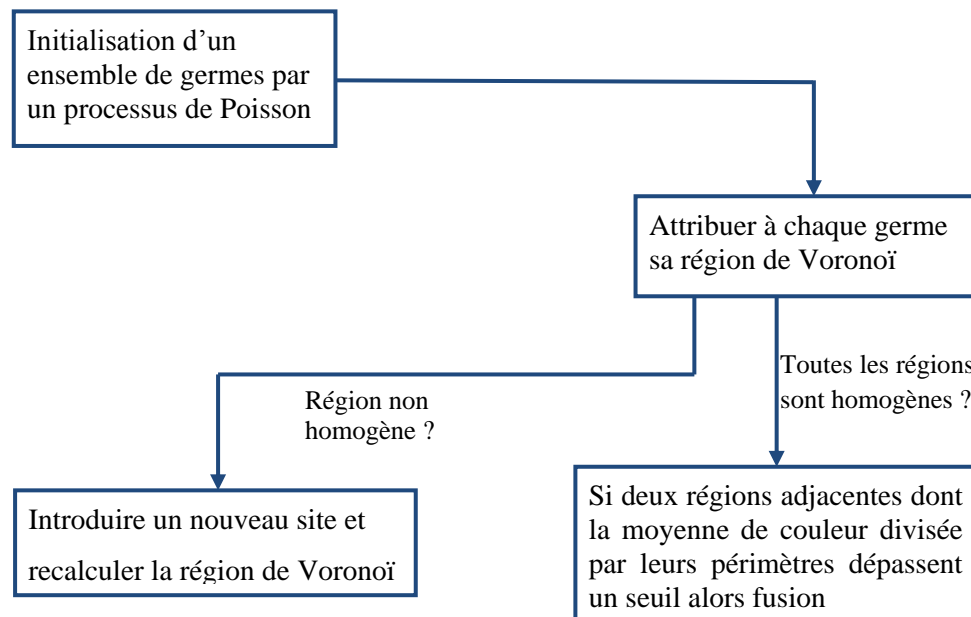 Initialisation d’un
ensemble de germes par
un processus de Poisson
Attribuer à chaque germe
sa région de Voronoï
Toutes les régions
sont homogènes ?
Région non
homogène ?
Introduire un nouveau site et
recalculer la région de Voronoï
Si deux régions adjacentes dont
la moyenne de couleur divisée
par leurs périmètres dépassent
un seuil alors fusion